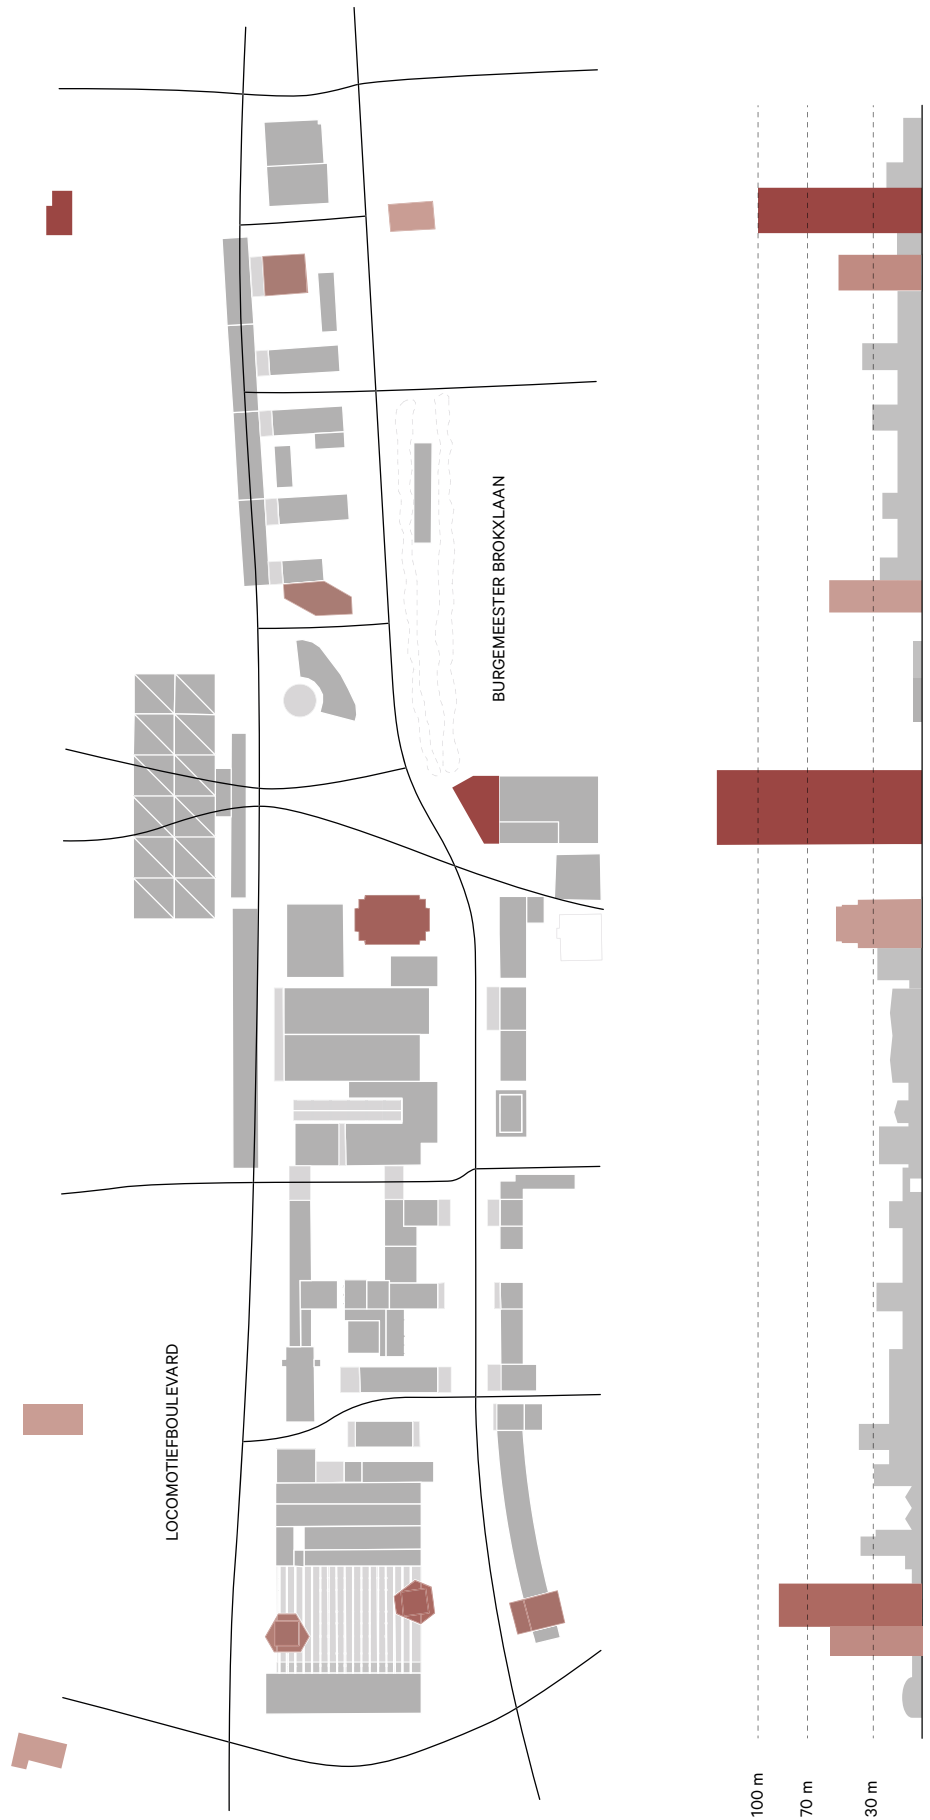 BURGEMEESTER BROKXLAAN
LOCOMOTIEFBOULEVARD
100 m
70 m
30 m